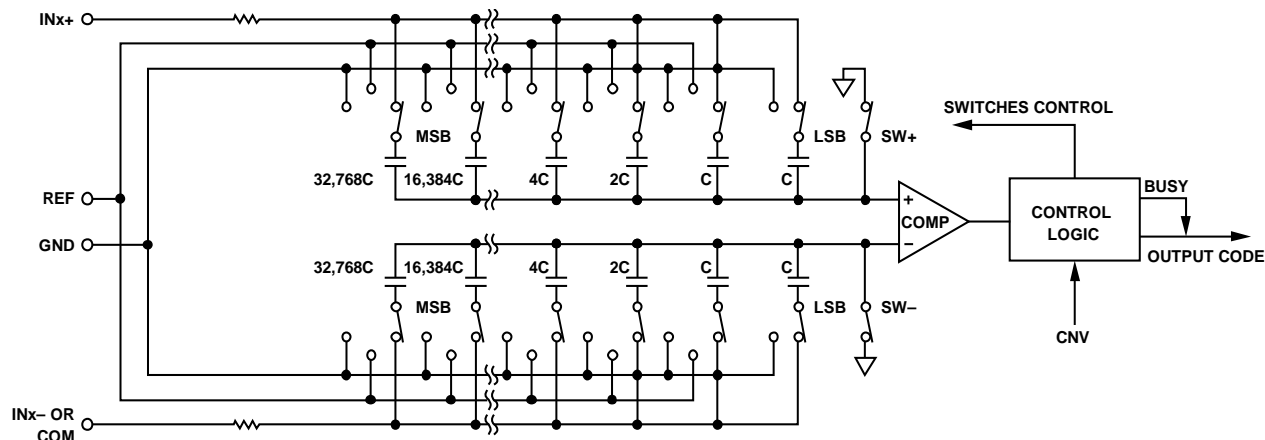 INx+
MSB
LSB
SW+
32,768C
16,384C
4C
2C
C
C
SWITCHES CONTROL
REF
GND
+
COMP
−
CONTROL
LOGIC
BUSY
OUTPUT CODE
32,768C
16,384C
4C
2C
C
C
MSB
LSB
SW−
CNV
INx− OR
COM